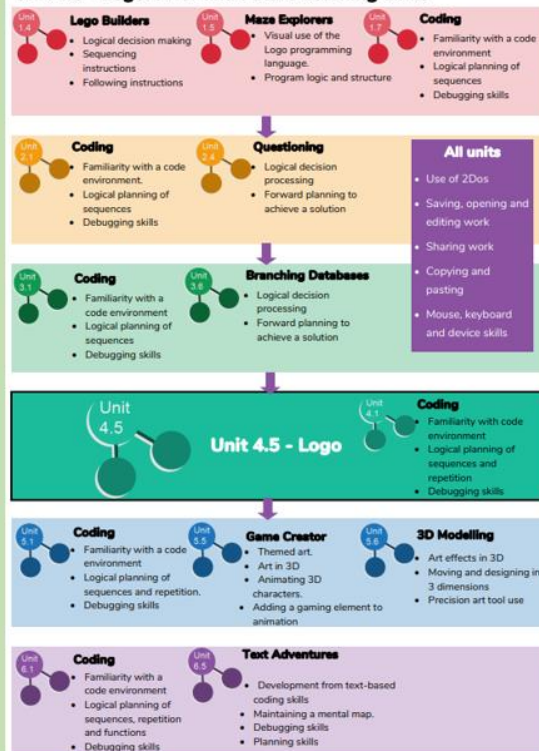 Unit
1.4
Lego Builders
• Logical decision making
• Sequencing
instructions
• Following instructions
Unit
1.5
Maze Explorers
• Visual use of the
Logo programming
language.
• Program logic and structure
Unit
1.7
Coding
• Familiarity with a code
environment
• Logical planning of
sequences
• Debugging skills
Unit
2.1
Coding
• Familiarity with a code
environment.
• Logical planning of
sequences
• Debugging skills
Unit
2.4
Questioning
• Logical decision
processing
• Forward planning to
achieve a solution
All units
• Use of 2Dos
• Saving, opening and
editing work
• Sharing work
• Copying and
pasting
• Mouse, keyboard
and device skills
Unit
3.1
Coding
• Familiarity with a
code environment
• Logical planning of
sequences
• Debugging skills
Unit
3.6
Branching Databases
• Logical decision
processing
• Forward planning to
achieve a solution
Unit
4.5
Unit 4.5 - Logo
Unit
4.1
Coding
• Familiarity with code
environment
• Logical planning of
sequences and
repetition
• Debugging skills
Unit
5.1
Coding
• Familiarity with a code
environment
• Logical planning of
sequences and repetition.
• Debugging skills
Unit
5.5
Game Creator
• Themed art.
• Art in 3D
• Animating 3D
characters.
• Adding a gaming element to
animation
Unit
5.6
3D Modelling
• Art effects in 3D
• Moving and designing in
3 dimensions
• Precision art tool use
Unit
6.1
Coding
• Familiarity with a
code environment
• Logical planning of
sequences, repetition
and functions
• Debugging skills
Unit
6.5
Text Adventures
• Development from text-based
coding skills
• Maintaining a mental map.
• Debugging skills
• Planning skills